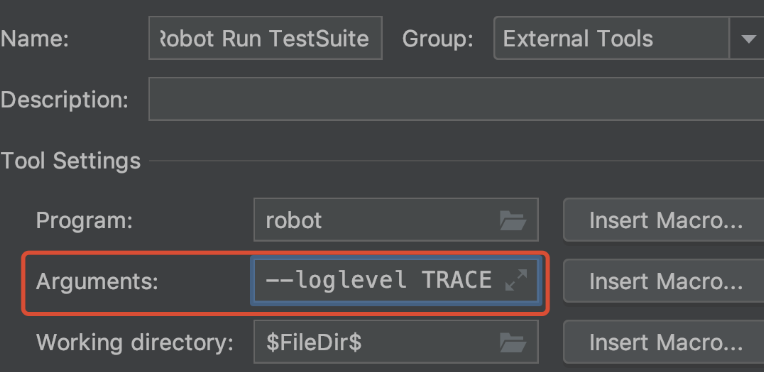 Name: Robot Run TestSuite Group: External Tools
Description:
Tool Settings
Program: robot Insert Macro...
Arguments: --loglevel TRACE Insert Macro...
Working directory: $FileDir$ Insert Macro...